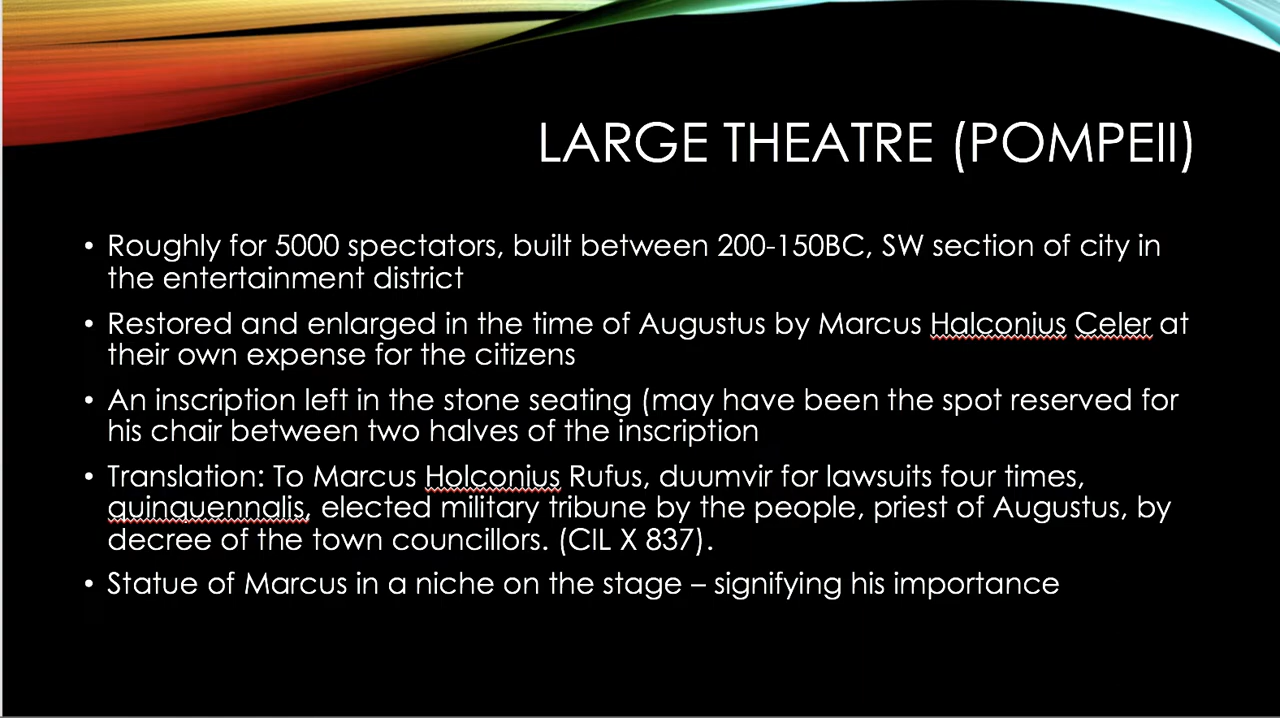 LARGE THEATRE (POMPEII)
• Roughly for 5000 spectators, built between 200-150BC, SW section of city in
the entertainment district
• Restored and enlarged in the time of Augustus by Marcus Halconius Celer at
their own expense for the citizens
• An inscription left in the stone seating (may have been the spot reserved for
his chair between two halves of the inscription
• Translation: To Marcus Holconius Rufus, duumvir for lawsuits four times,
quinquennalis, elected military tribune by the people, priest of Augustus, by
decree of the town councillors. (CIL X 837).
• Statue of Marcus in a niche on the stage – signifying his importance